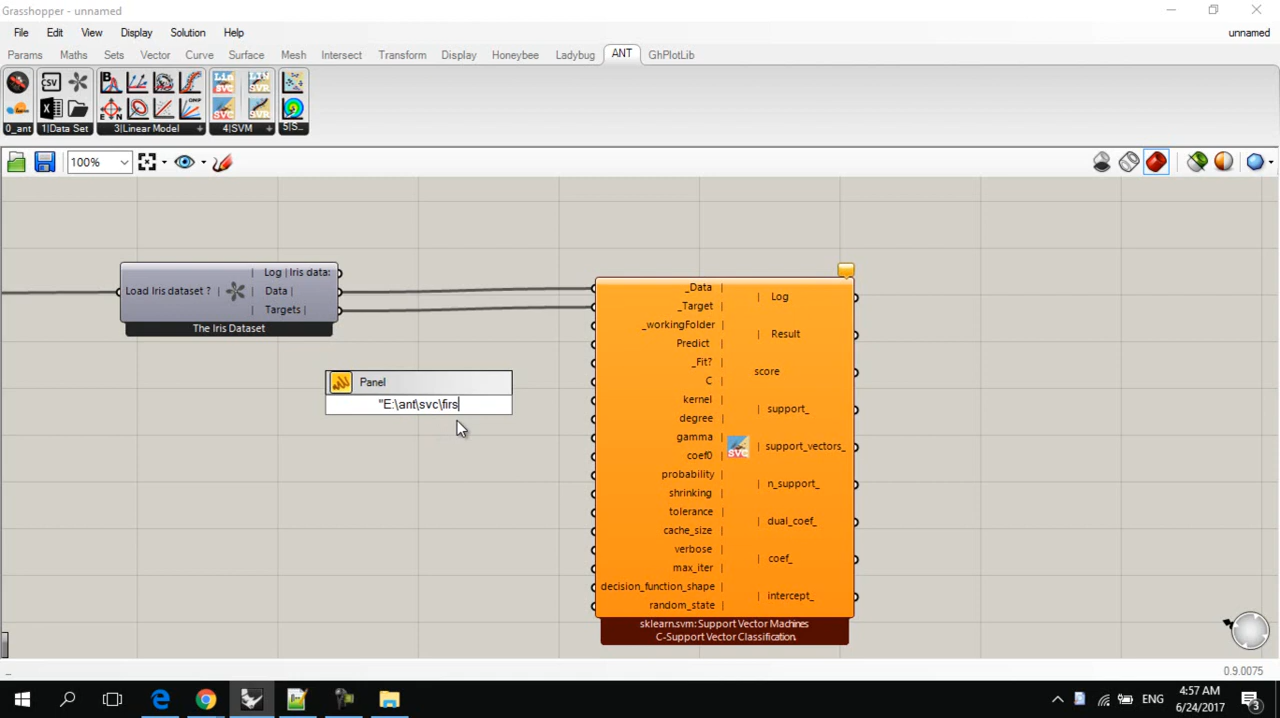 Grasshopper - unnamed
File Edit View Display Solution Help
unnamed
Params Maths Sets Vector Curve Surface Mesh Intersect Transform Display Honeybee Ladybug ANT GhPlotLib
0_ant 1|Data Set 3|Linear Model 4|SVM 5|S...
100%
Log | Iris data:
Load Iris dataset ? | Data |
Targets |
The Iris Dataset
Panel
"E:\ant\svc\firs
_Data |
_Target |
_workingFolder |
Predict |
_Fit? |
C |
kernel |
degree |
gamma |
coef0 |
probability |
shrinking |
tolerance |
cache_size |
verbose |
max_iter |
decision_function_shape |
random_state |
SVC
| Log
| Result
score
| support_
| support_vectors_
| n_support_
| dual_coef_
| coef_
| intercept_
sklearn.svm: Support Vector Machines
C-Support Vector Classification.
0.9.0075
ENG
4:57 AM
6/24/2017
3